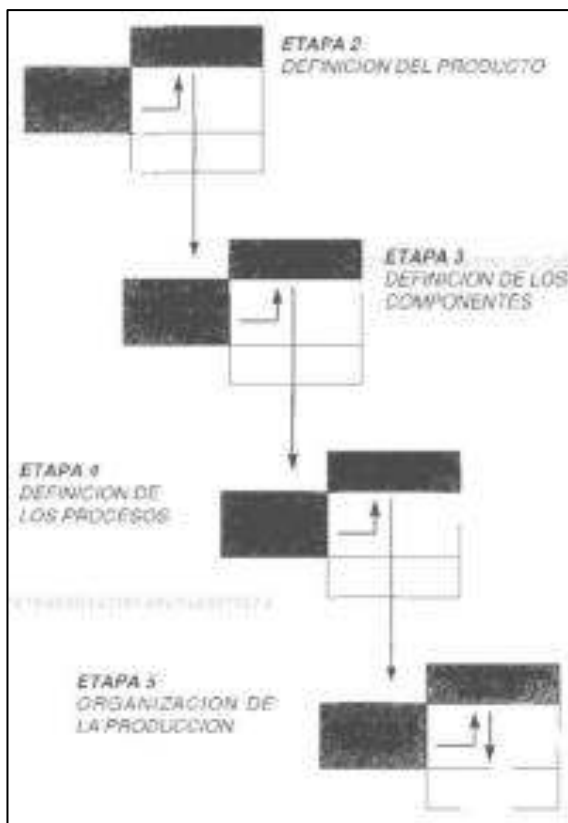 ETAPA 2
DEFINICION DEL PRODUCTO
ETAPA 3
DEFINICION DE LOS
COMPONENTES
ETAPA 4
DEFINICION DE
LOS PROCESOS
ETAPA 5
ORGANIZACION DE
LA PRODUCCION